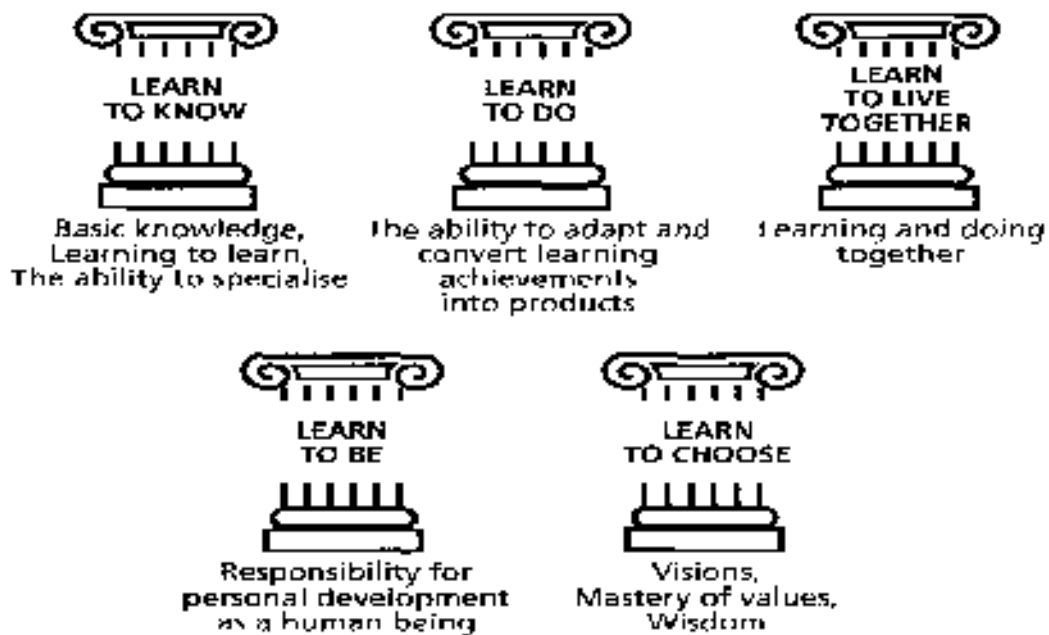 LEARN
TO KNOW
Basic knowledge,
Learning to learn,
The ability to specialise
LEARN
TO DO
The ability to adapt and
convert learning
achievements
into products
LEARN
TO LIVE
TOGETHER
Learning and doing
together
LEARN
TO BE
Responsibility for
personal development
as a human being
LEARN
TO CHOOSE
Visions,
Mastery of values,
Wisdom